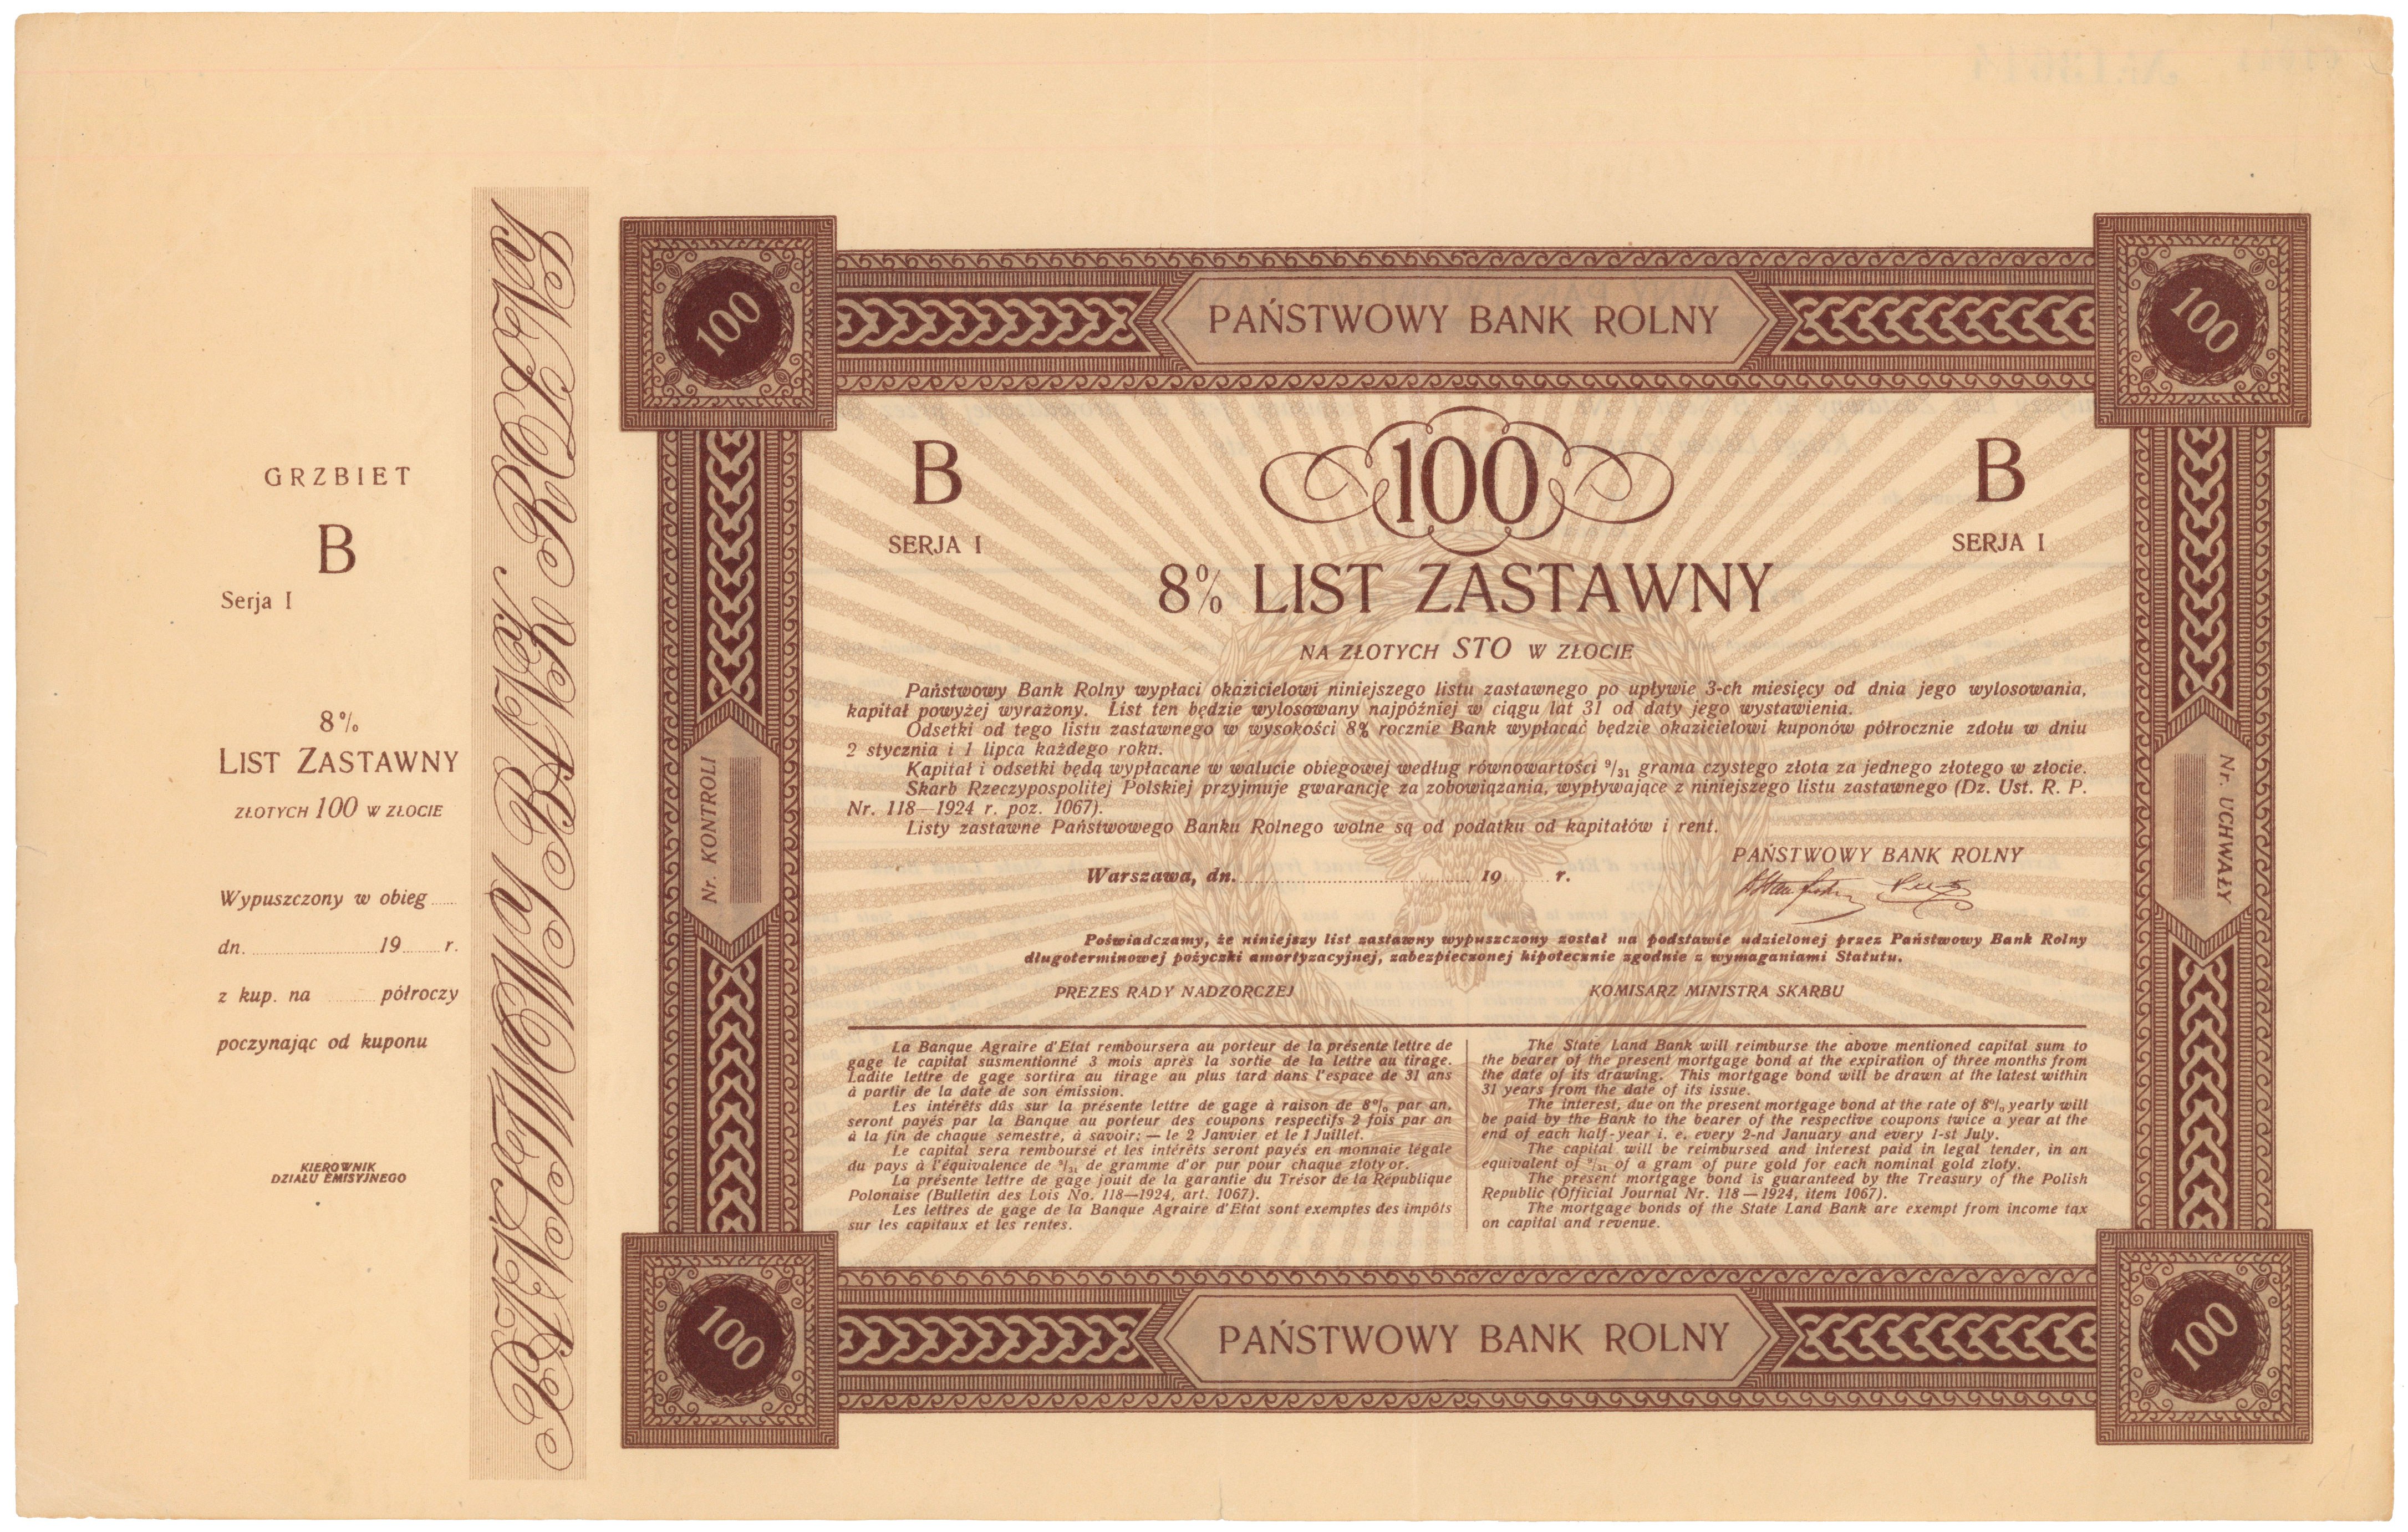 GRZBIET
B
Serja I
8%
LIST ZASTAWNY
ZŁOTYCH 100 W ZŁOCIE
Wypuszczony w obieg
dn. 19 r.
z kup. na półroczy
poczynając od kuponu
KIEROWNIK
DZIAŁU EMISYJNEGO
PAŃSTWOWY BANK ROLNY
100
PAŃSTWOWY BANK ROLNY
100
B
100
B
SERJA I
SERJA I
8% LIST ZASTAWNY
NA ZŁOTYCH STO W ZŁOCIE
Państwowy Bank Rolny wypłaci okazicielowi niniejszego listu zastawnego po upływie 3-ch miesięcy od dnia jego wylosowania,
kapitał powyżej wyrażony. List ten będzie wylosowany najpóźniej w ciągu lat 31 od daty jego wystawienia.
Odsetki od tego listu zastawnego w wysokości 8% rocznie Bank wypłacać będzie okazicielowi kuponów półrocznie zdołu w dniu
2 stycznia i 1 lipca każdego roku.
Kapitał i odsetki będą wypłacane w walucie obiegowej według równowartości 9/31 grama czystego złota za jednego złotego w złocie.
Skarb Rzeczypospolitej Polskiej przyjmuje gwarancję za zobowiązania, wypływające z niniejszego listu zastawnego (Dz. Ust. R. P.
Nr. 118—1924 r. poz. 1067).
Listy zastawne Państwowego Banku Rolnego wolne są od podatku od kapitałów i rent.
PAŃSTWOWY BANK ROLNY
Warszawa, dn. 19 r.
Poświadczamy, że niniejszy list zastawny wypuszczony został na podstawie udzielonej przez Państwowy Bank Rolny
długoterminowej pożyczki amortyzacyjnej, zabezpieczonej hipotecznie zgodnie z wymaganiami Statutu.
PREZES RADY NADZORCZEJ
KOMISARZ MINISTRA SKARBU
Nr. KONTROLI
Nr. UCHWAŁY
La Banque Agraire d'Etat remboursera au porteur de la présente lettre de
gage le capital susmentionné 3 mois après la sortie de la lettre au tirage.
Ladite lettre de gage sortira au tirage au plus tard dans l'espace de 31 ans
à partir de la date de son émission.
Les intérêts dûs sur la présente lettre de gage à raison de 8% par an,
seront payés par la Banque au porteur des coupons respectifs 2 fois par an
à la fin de chaque semestre, à savoir: — le 2 Janvier et le 1 Juillet.
Le capital sera remboursé et les intérêts seront payés en monnaie légale
du pays à l'équivalence de 9/31 de gramme d'or pur pour chaque zloty or.
La présente lettre de gage jouit de la garantie du Trésor de la République
Polonaise (Bulletin des Lois No. 118—1924, art. 1067).
Les lettres de gage de la Banque Agraire d'Etat sont exemptes des impôts
sur les capitaux et les rentes.
The State Land Bank will reimburse the above mentioned capital sum to
the bearer of the present mortgage bond at the expiration of three months from
the date of its drawing. This mortgage bond will be drawn at the latest within
31 years from the date of its issue.
The interest, due on the present mortgage bond at the rate of 8% yearly will
be paid by the Bank to the bearer of the respective coupons twice a year at the
end of each half-year i. e. every 2-nd January and every 1-st July.
The capital will be reimbursed and interest paid in legal tender, in an
equivalent of 9/31 of a gram of pure gold for each nominal gold zloty.
The present mortgage bond is guaranteed by the Treasury of the Polish
Republic (Official Journal Nr. 118—1924, item 1067).
The mortgage bonds of the State Land Bank are exempt from income tax
on capital and revenue.
100
PAŃSTWOWY BANK ROLNY
100